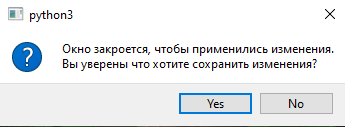 python3
Окно закроется, чтобы применились изменения.
Вы уверены что хотите сохранить изменения?
Yes
No